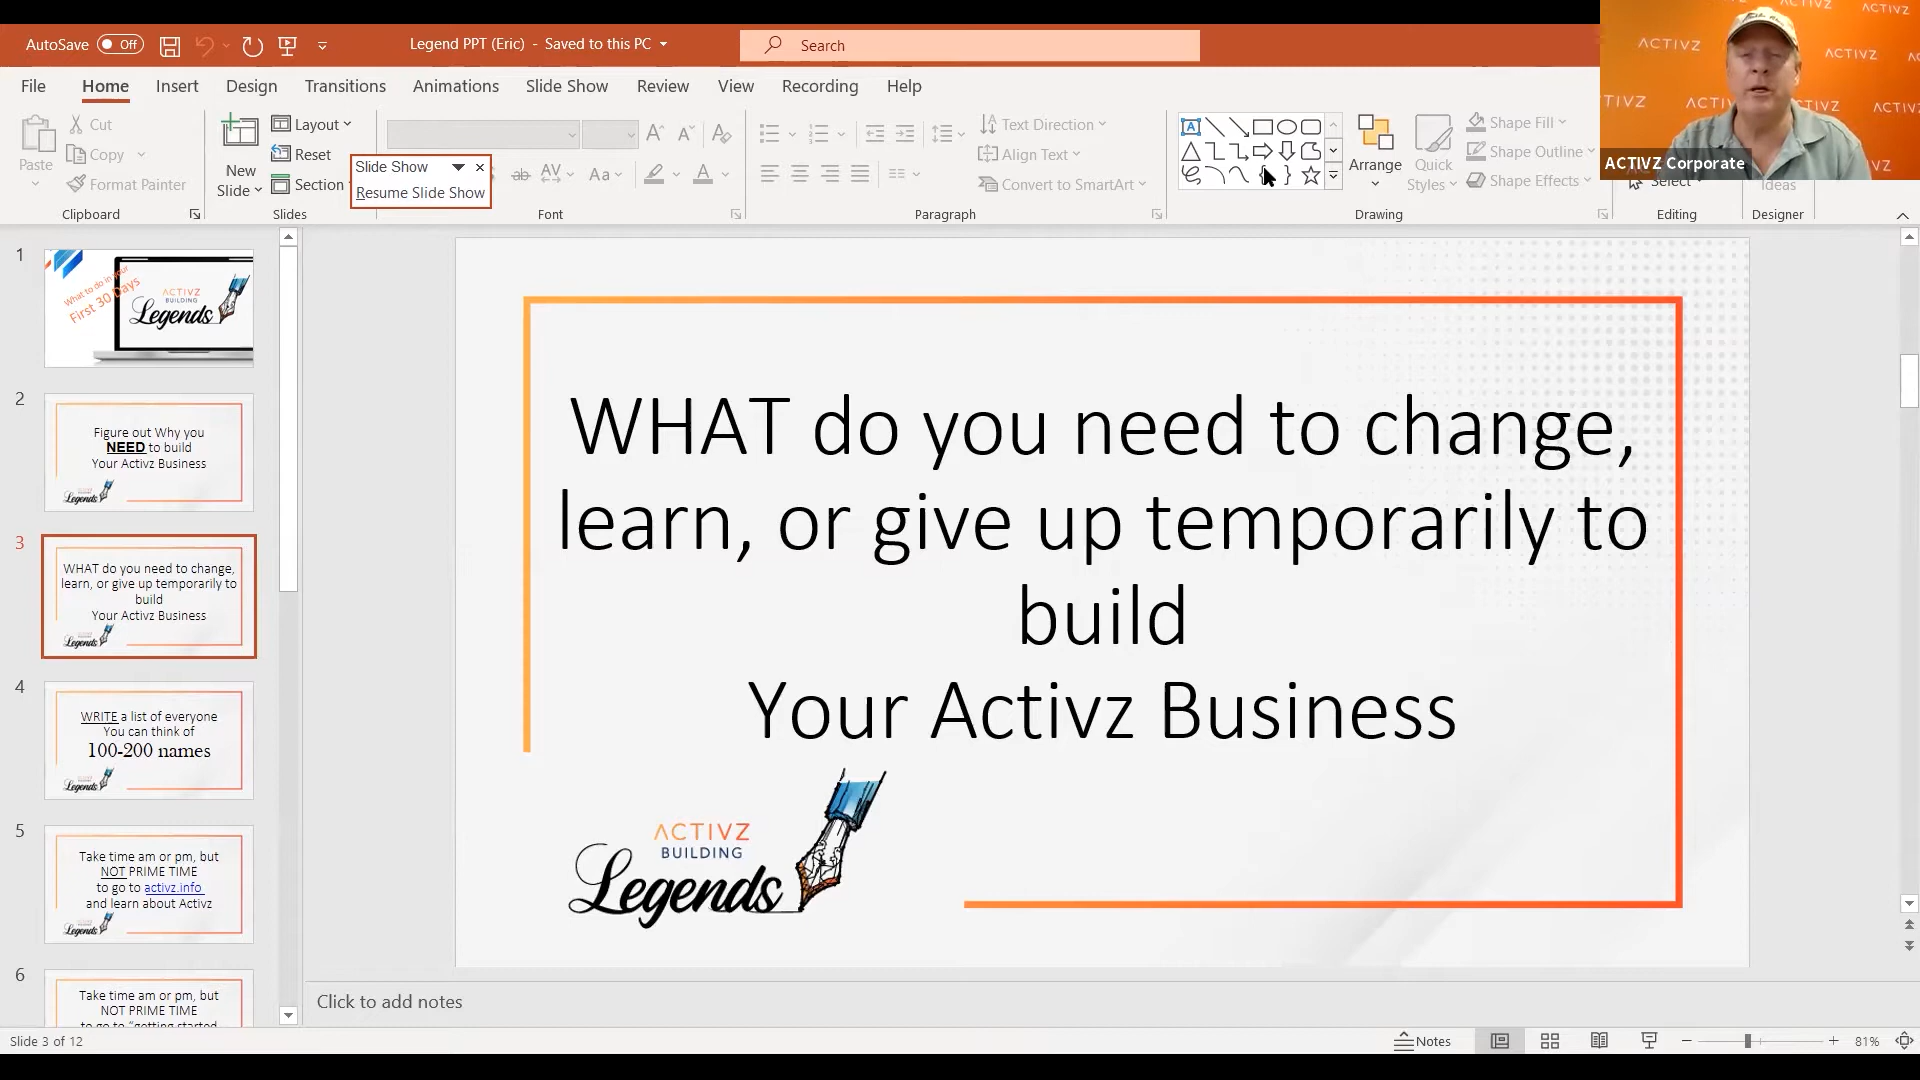 AutoSave Off
Legend PPT (Eric) - Saved to this PC
Search
File Home Insert Design Transitions Animations Slide Show Review View Recording Help
Paste
Cut
Copy
Format Painter
Clipboard
New
Slide
Layout
Reset
Section
Slides
Slide Show
Resume Slide Show
ab AV Aa A
Font
Text Direction
Align Text
Convert to SmartArt
Paragraph
Arrange
Quick
Styles
Shape Fill
Shape Outline
Shape Effects
Drawing
Select
Editing
Ideas
Designer
ACTIVZ
ACTIVZ
ACTIVZ
ACTIVZ
ACTIVZ Corporate
1
What to do in your
First 30 Days
ACTIVZ
BUILDING
Legends
2
Figure out Why you
NEED to build
Your Activz Business
Legends
3
WHAT do you need to change,
learn, or give up temporarily to
build
Your Activz Business
Legends
4
WRITE a list of everyone
You can think of
100-200 names
Legends
5
Take time am or pm, but
NOT PRIME TIME
to go to activz.info
and learn about Activz
Legends
6
Take time am or pm, but
NOT PRIME TIME
to go to "getting started
WHAT do you need to change,
learn, or give up temporarily to
build
Your Activz Business
ACTIVZ
BUILDING
Legends
Click to add notes
Slide 3 of 12
Notes
81%